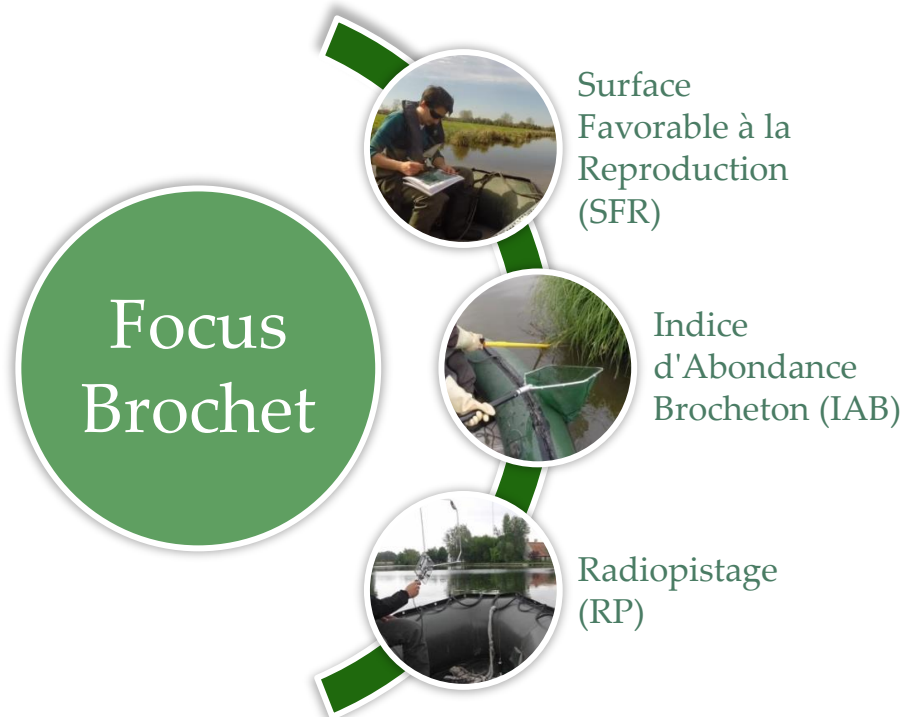 Focus
Brochet
Surface
Favorable à la
Reproduction
(SFR)
Indice
d'Abondance
Brocheton (IAB)
Radiopistage
(RP)